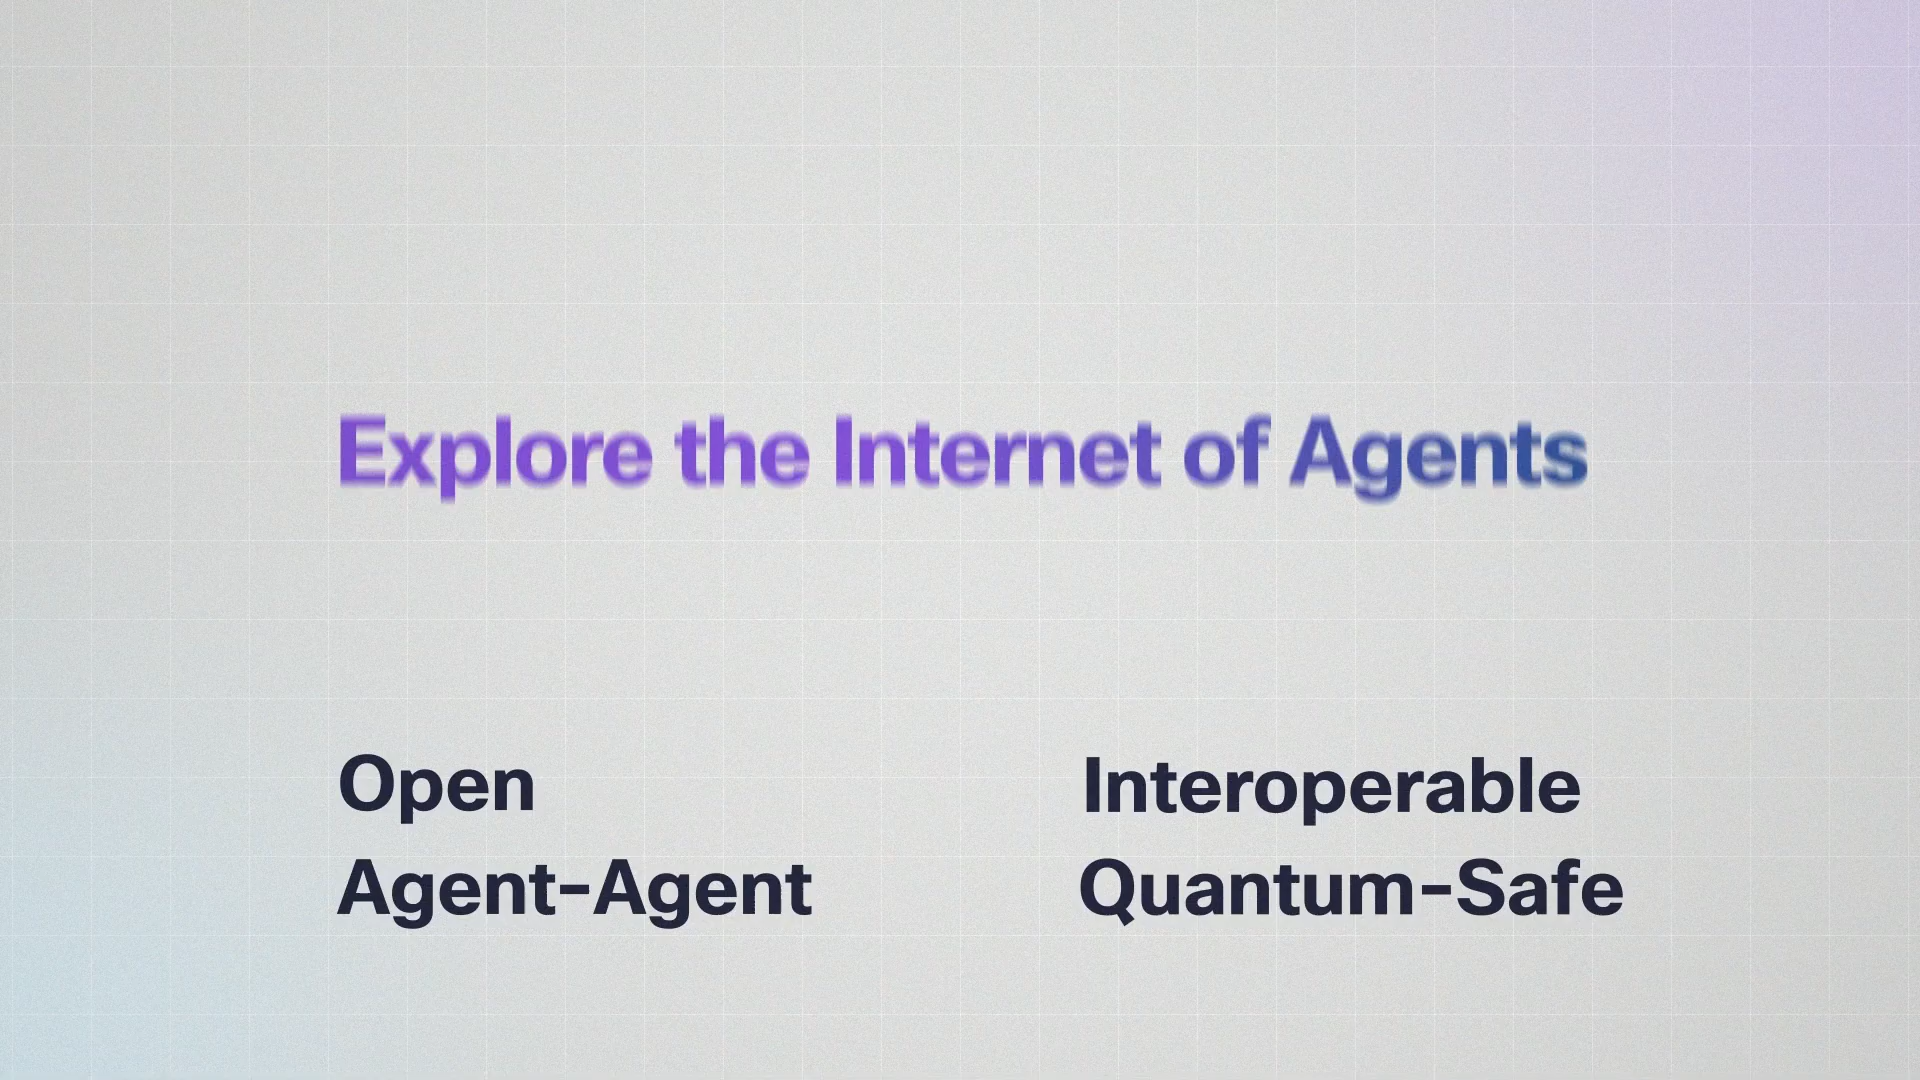 Explore the Internet of Agents
Open
Interoperable
Agent-Agent
Quantum-Safe